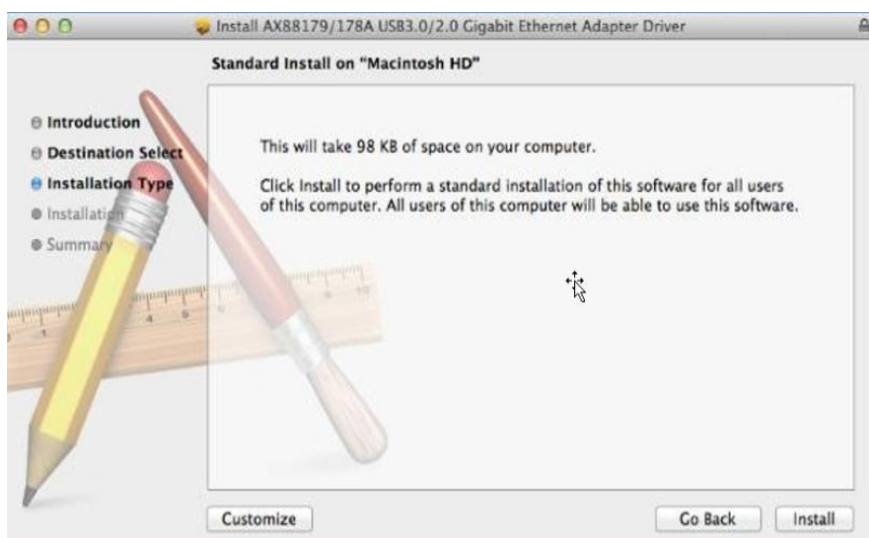 Install AX88179/178A USB3.0/2.0 Gigabit Ethernet Adapter Driver
Standard Install on "Macintosh HD"
Introduction
Destination Select
Installation Type
Installation
Summary
This will take 98 KB of space on your computer.
Click Install to perform a standard installation of this software for all users
of this computer. All users of this computer will be able to use this software.
Customize
Go Back
Install